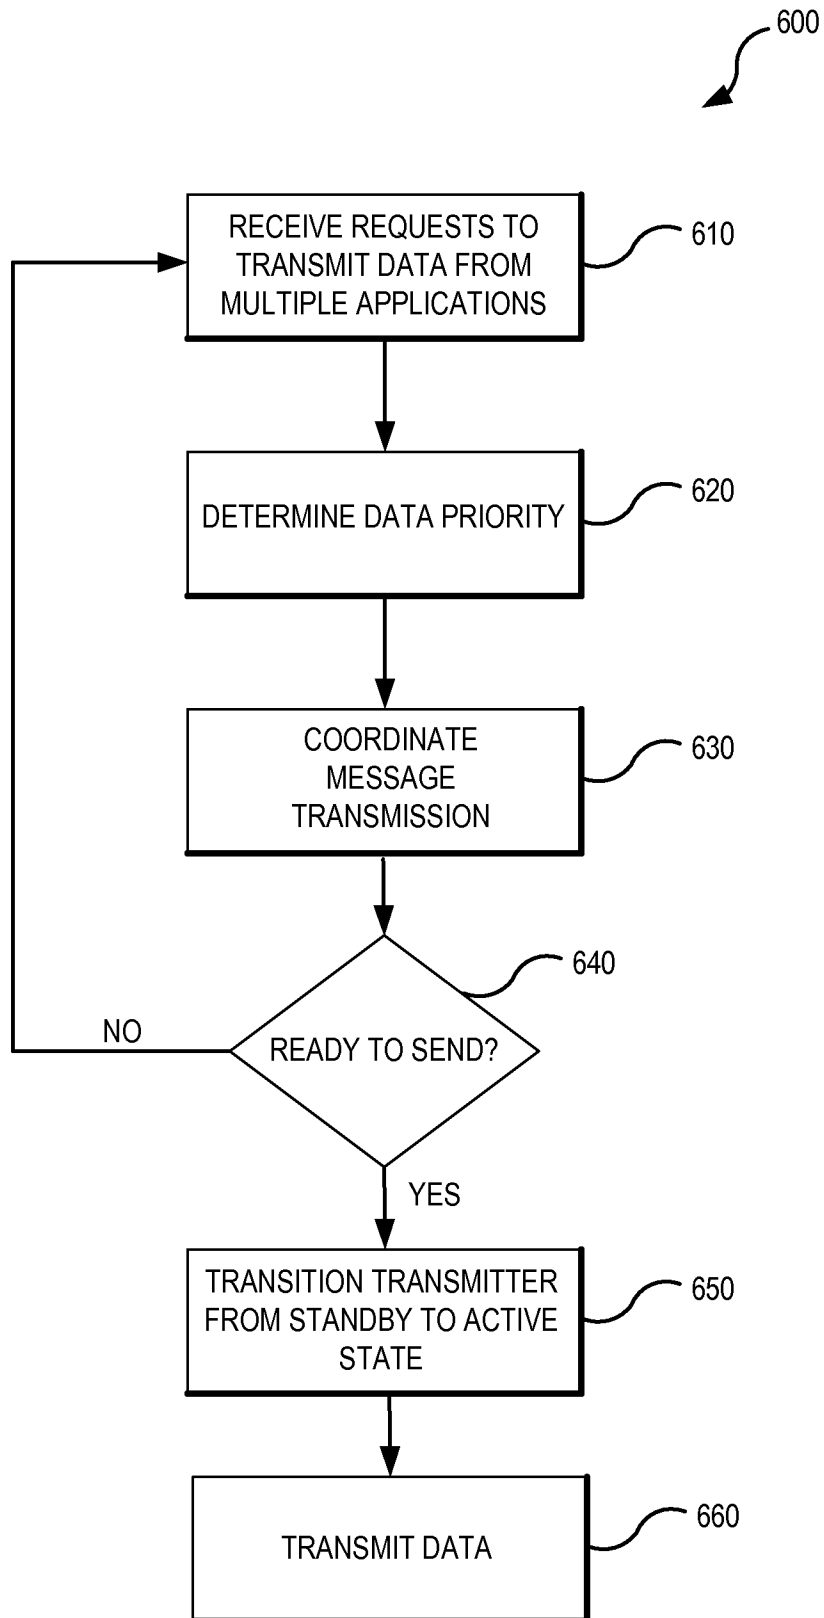 600
RECEIVE REQUESTS TO
TRANSMIT DATA FROM
MULTIPLE APPLICATIONS
610
DETERMINE DATA PRIORITY
620
COORDINATE
MESSAGE
TRANSMISSION
630
640
READY TO SEND?
NO
YES
TRANSITION TRANSMITTER
FROM STANDBY TO ACTIVE
STATE
650
TRANSMIT DATA
660